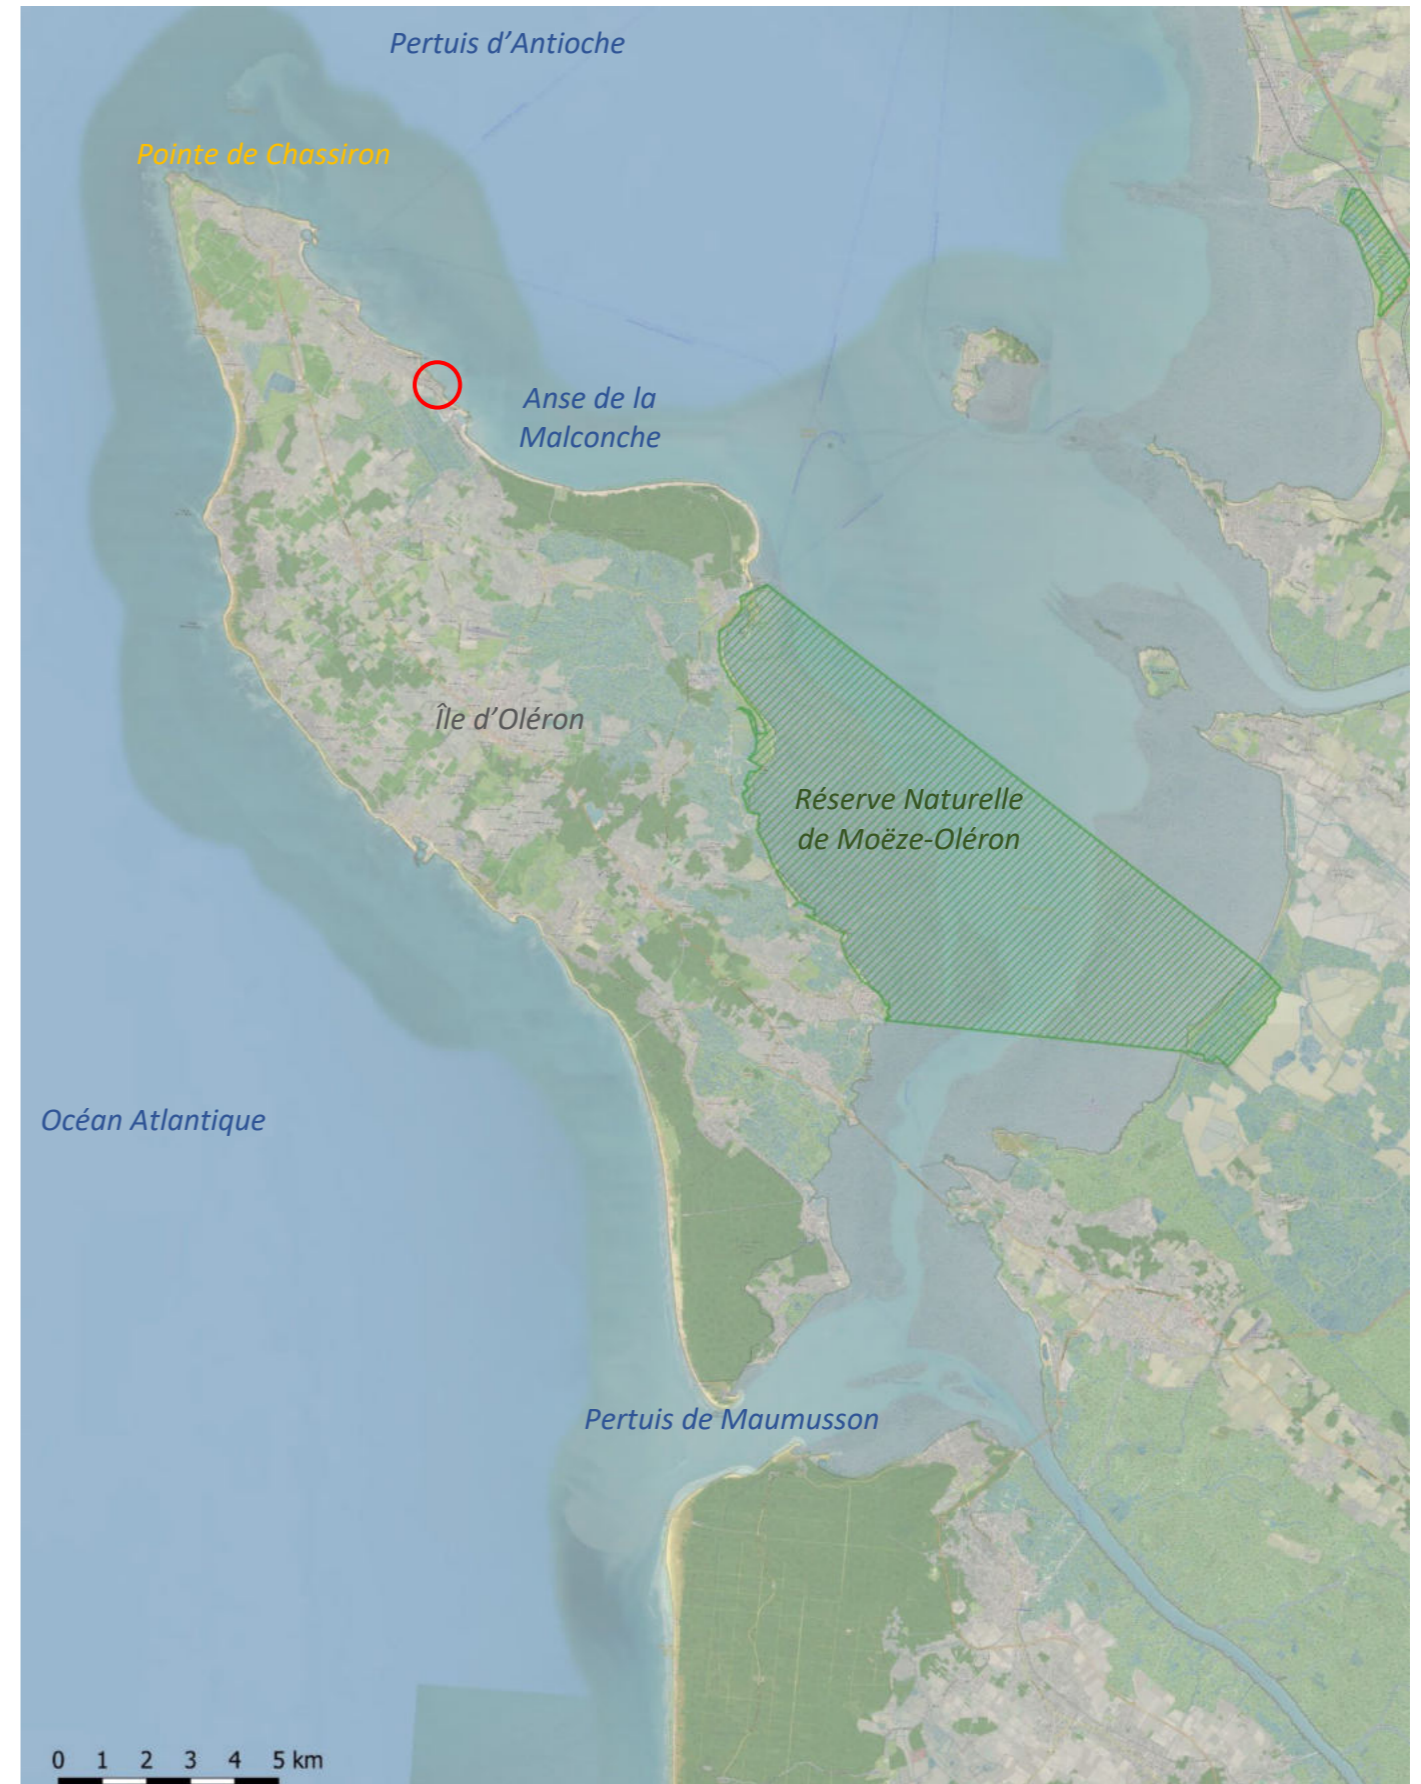 Pertuis d’Antioche
Pointe de Chassiron
Anse de la
Malconche
Île d’Oléron
Réserve Naturelle
de Moëze-Oléron
Océan Atlantique
Pertuis de Maumusson
0 1 2 3 4 5 km